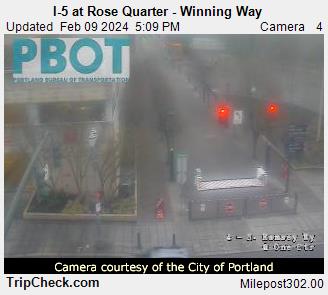 I-5 at Rose Quarter - Winning Way
Updated Feb 09 2024 5:09 PM Camera 4
PBOT
PORTLAND BUREAU OF TRANSPORTATION
Camera courtesy of the City of Portland
TripCheck.com Milepost302.00